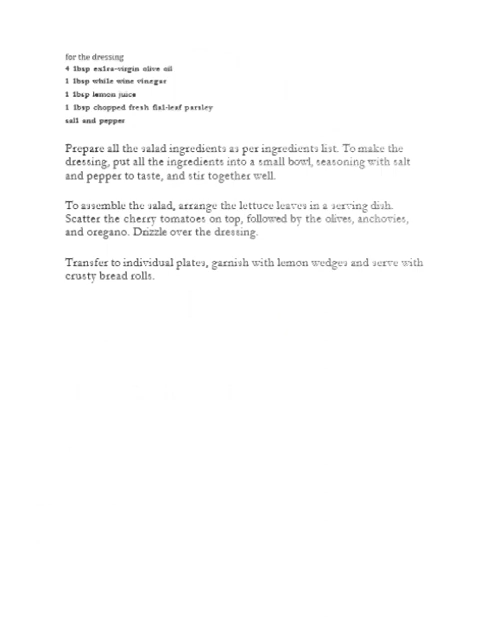 for the dressing
4 tbsp extra-virgin olive oil
1 tbsp white wine vinegar
1 tbsp lemon juice
1 tbsp chopped fresh flat-leaf parsley
salt and pepper
Prepare all the salad ingredients as per ingredients list. To make the
dressing, put all the ingredients into a small bowl, seasoning with salt
and pepper to taste, and stir together well.
To assemble the salad, arrange the lettuce leaves in a serving dish.
Scatter the cherry tomatoes on top, followed by the olives, anchovies,
and oregano. Drizzle over the dressing.
Transfer to individual plates, garnish with lemon wedges and serve with
crusty bread rolls.